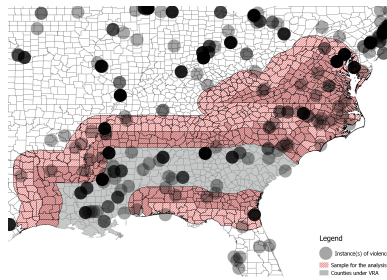 Legend
Instance(s) of violenc
Sample for the analysis
Counties under VRA